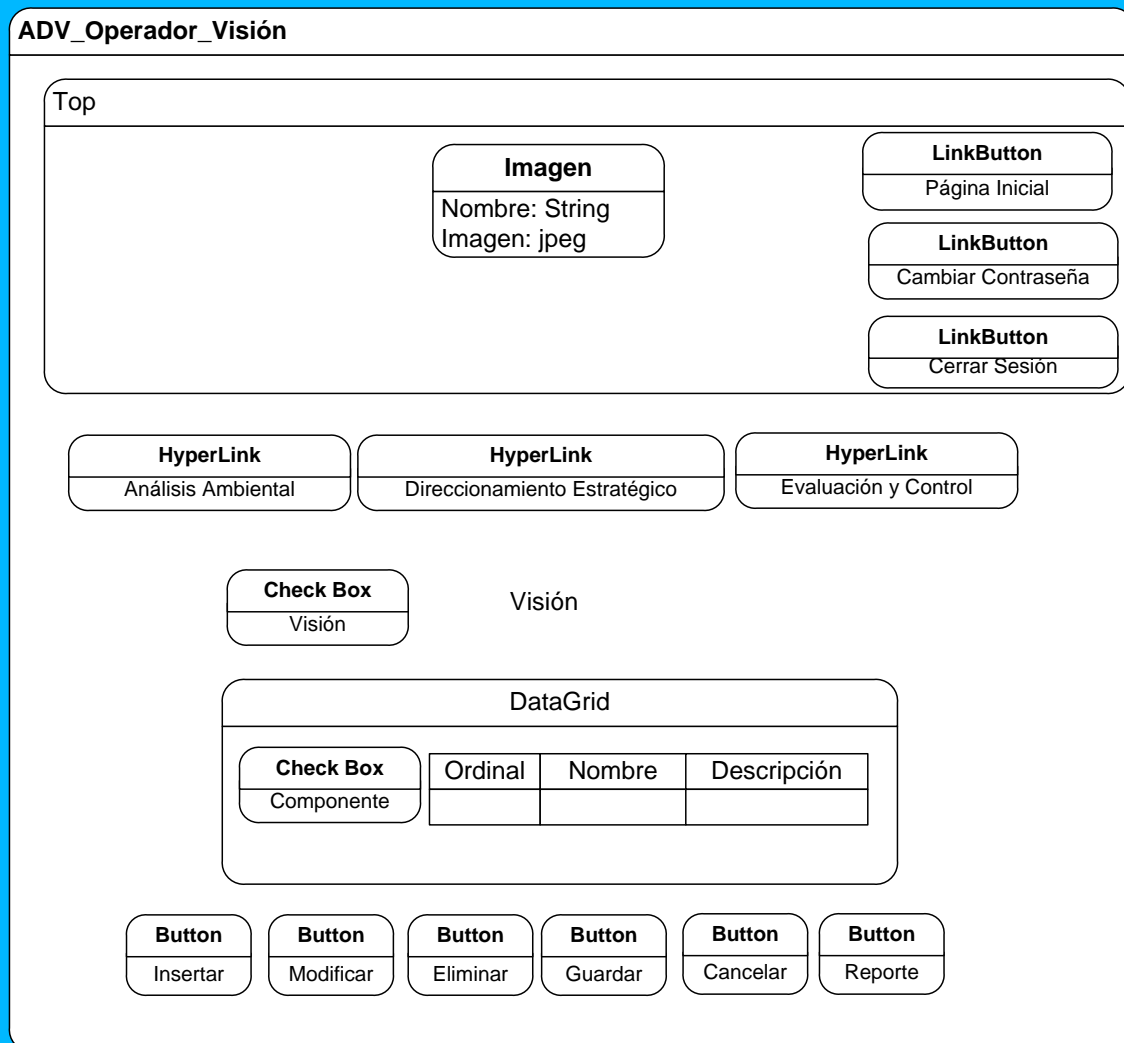 ADV_Operador_Visión
Top
Imagen
Nombre: String
Imagen: jpeg
LinkButton
Página Inicial
LinkButton
Cambiar Contraseña
LinkButton
Cerrar Sesión
HyperLink
Análisis Ambiental
HyperLink
Direccionamiento Estratégico
HyperLink
Evaluación y Control
Check Box
Visión
Visión
DataGrid
Check Box
Componente
Ordinal Nombre Descripción
Button
Insertar
Button
Modificar
Button
Eliminar
Button
Guardar
Button
Cancelar
Button
Reporte